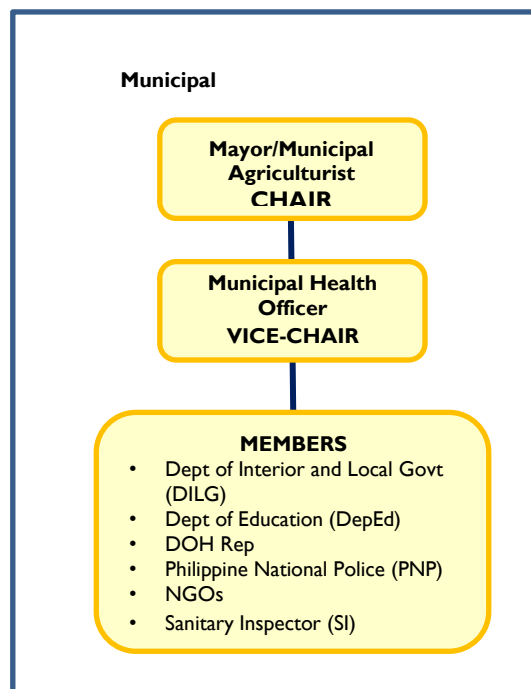 Municipal
Mayor/Municipal
Agriculturist
CHAIR
Municipal Health
Officer
VICE-CHAIR
MEMBERS
• Dept of Interior and Local Govt
(DILG)
• Dept of Education (DepEd)
• DOH Rep
• Philippine National Police (PNP)
• NGOs
• Sanitary Inspector (SI)